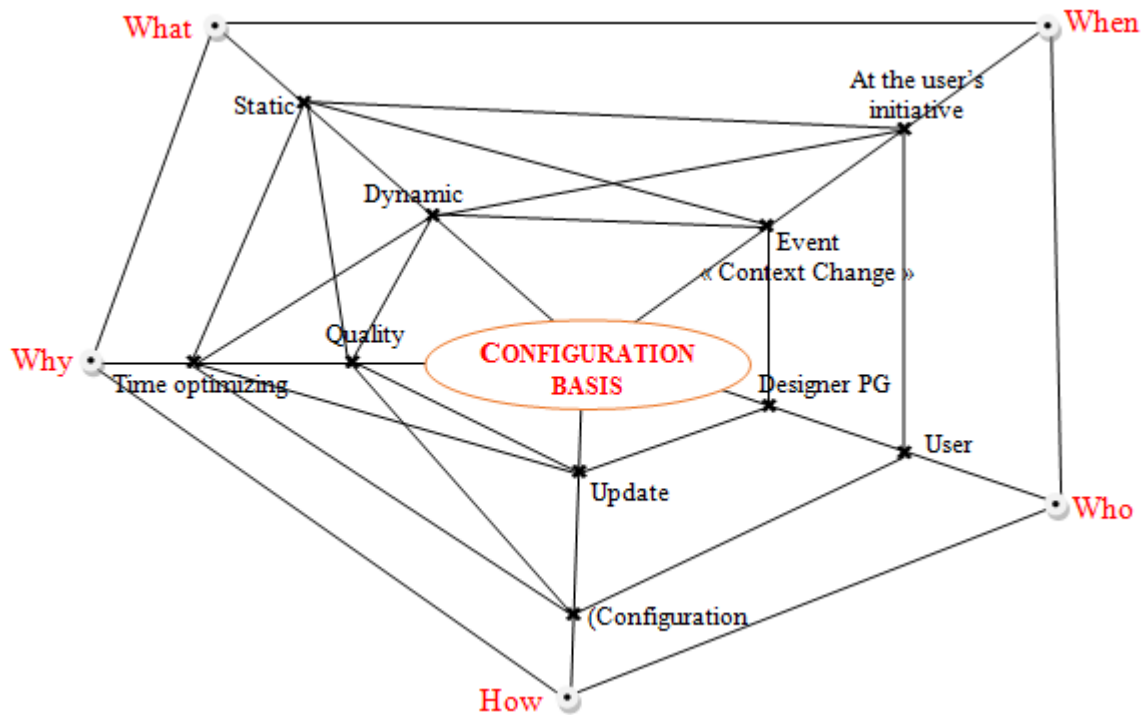 What
When
At the user's
initiative
Static
Dynamic
Event
« Context Change »
Quality
CONFIGURATION
BASIS
Why
Time optimizing
Designer PG
User
Update
Who
(Configuration
How